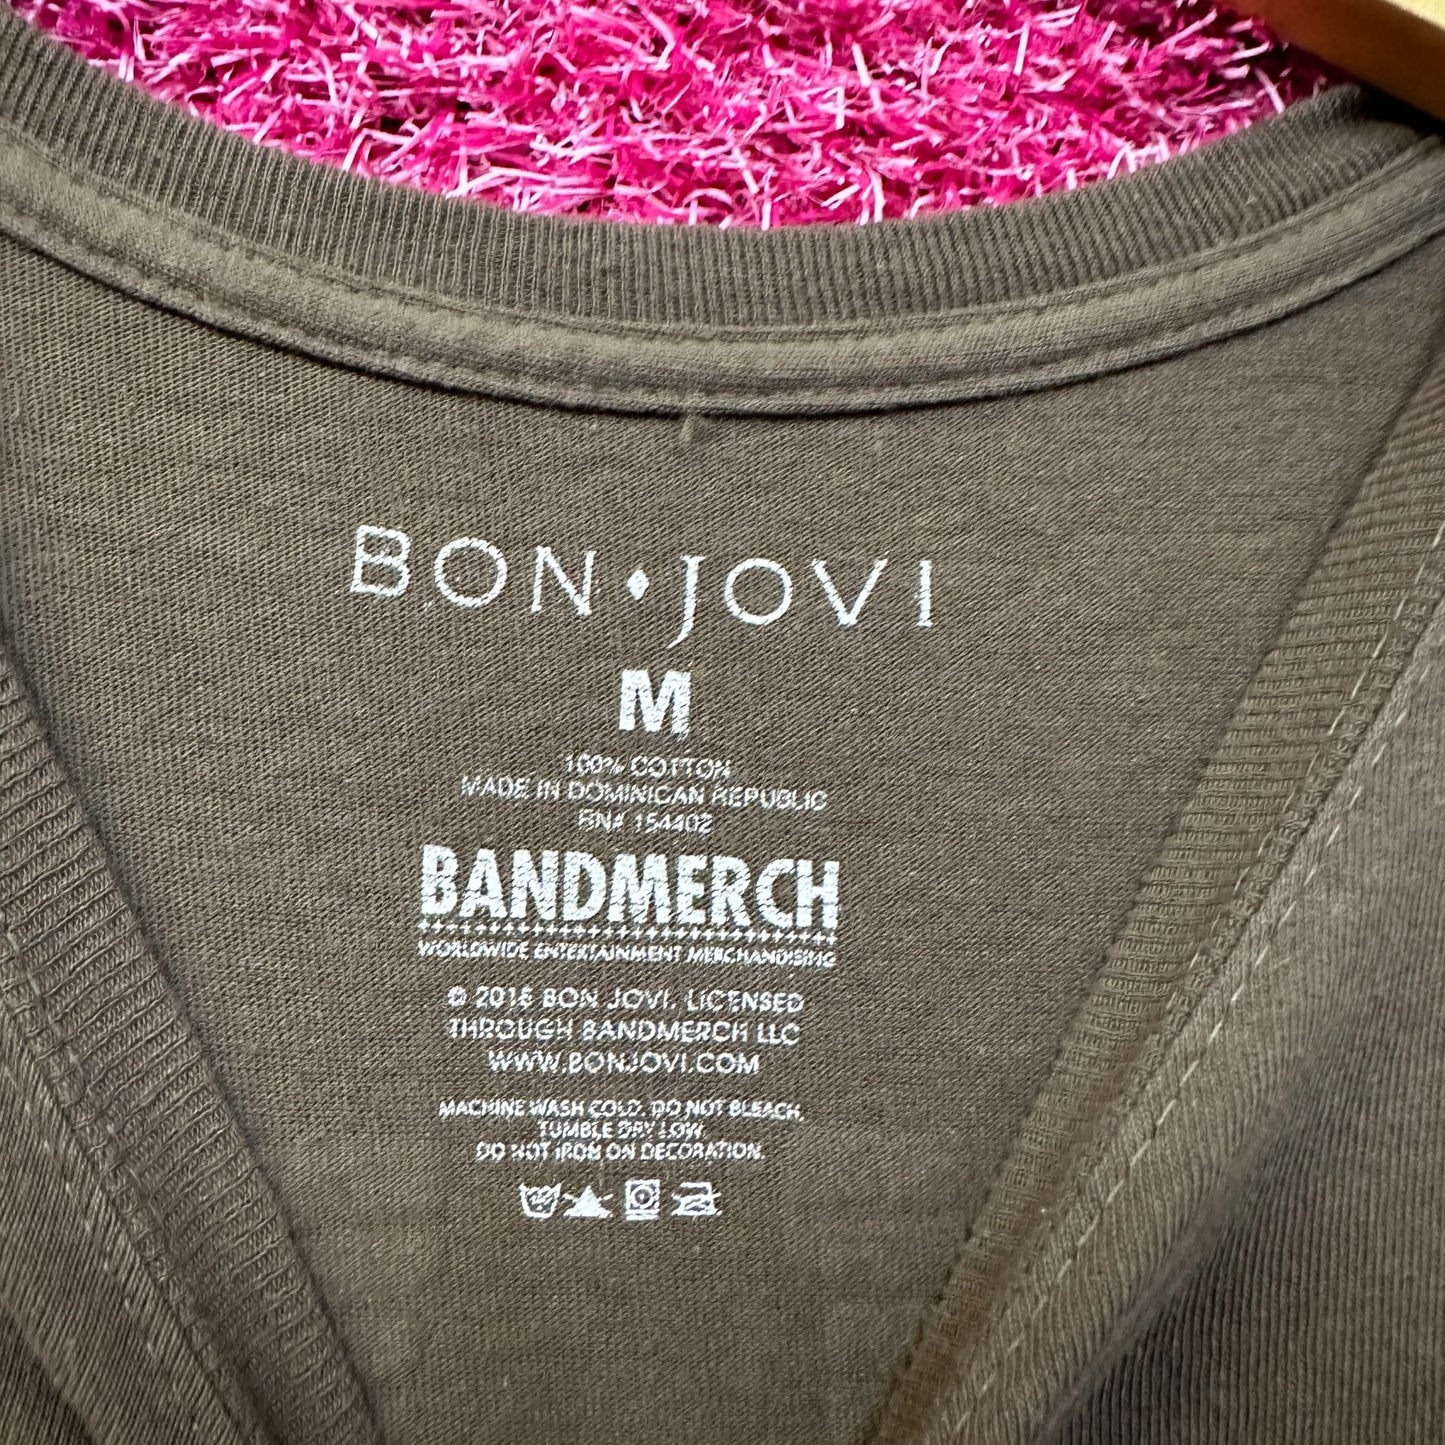 BON♦JOVI
M
100% COTTON
MADE IN DOMINICAN REPUBLIC
RN# 154402
BANDMERCH
WORLDWIDE ENTERTAINMENT MERCHANDISING
© 2016 BON JOVI. LICENSED
THROUGH BANDMERCH LLC
WWW.BONJOVI.COM
MACHINE WASH COLD. DO NOT BLEACH.
TUMBLE DRY LOW.
DO NOT IRON ON DECORATION.